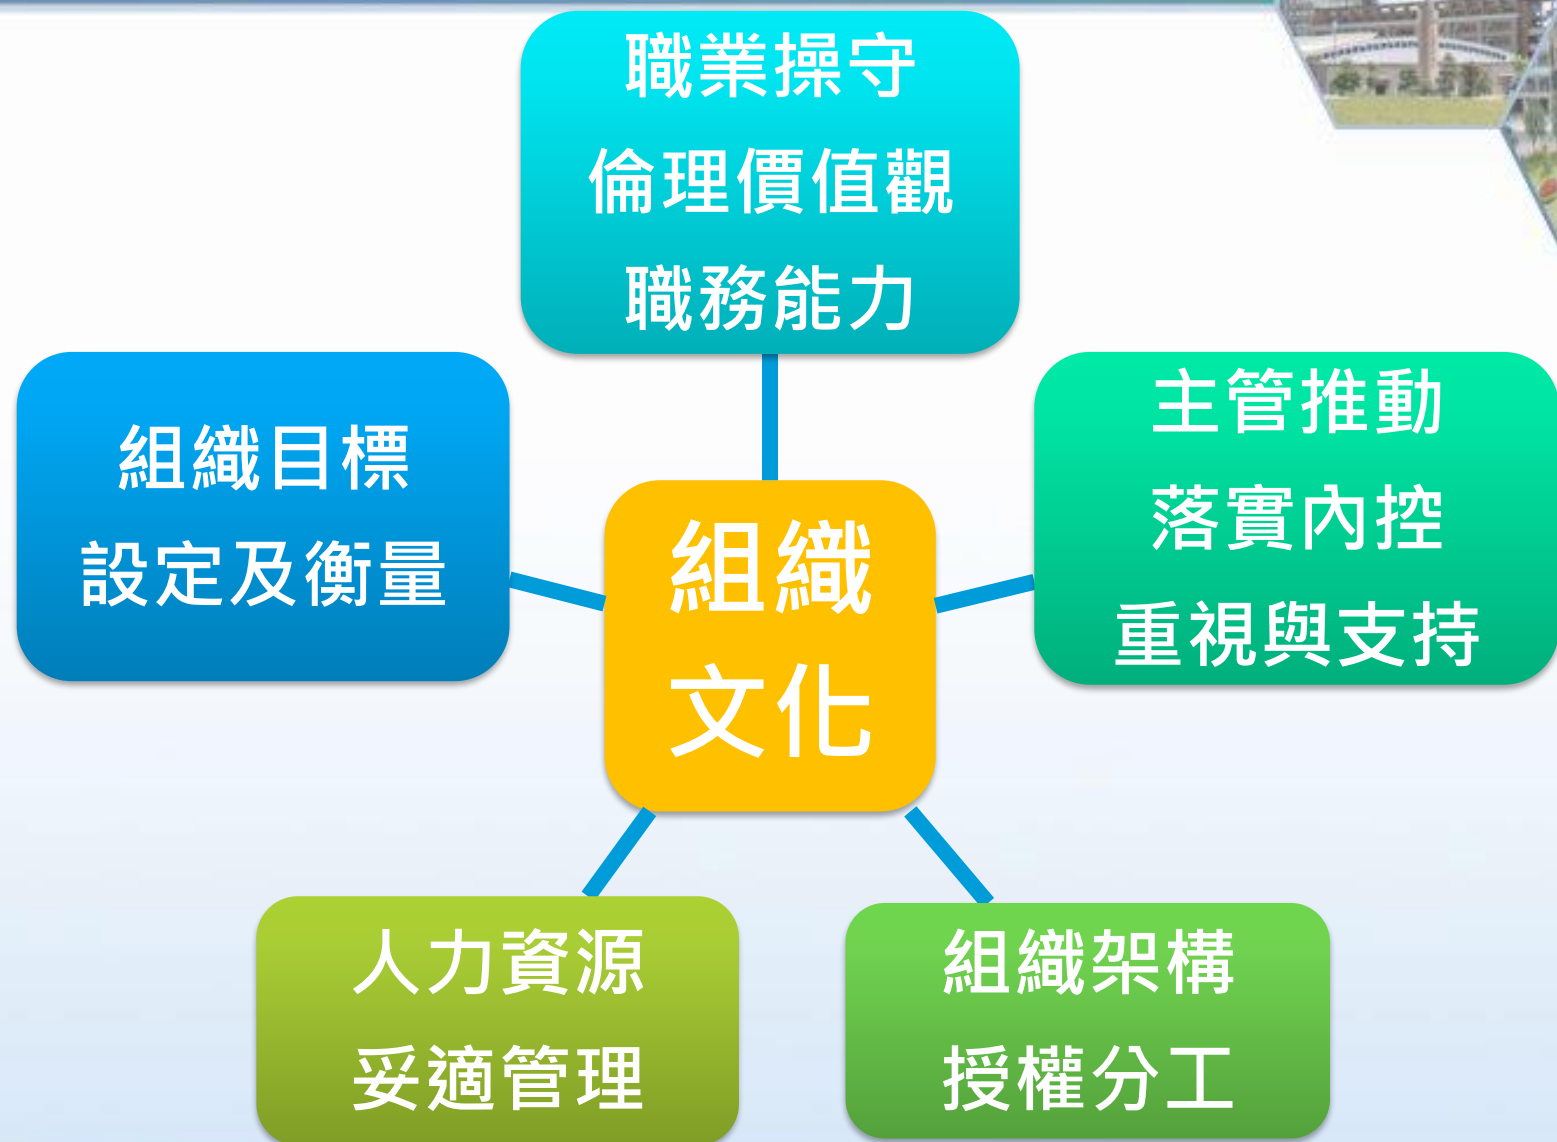 職業操守
倫理價值觀
職務能力
組織目標
設定及衡量
主管推動
落實內控
重視與支持
組織
文化
人力資源
妥適管理
組織架構
授權分工